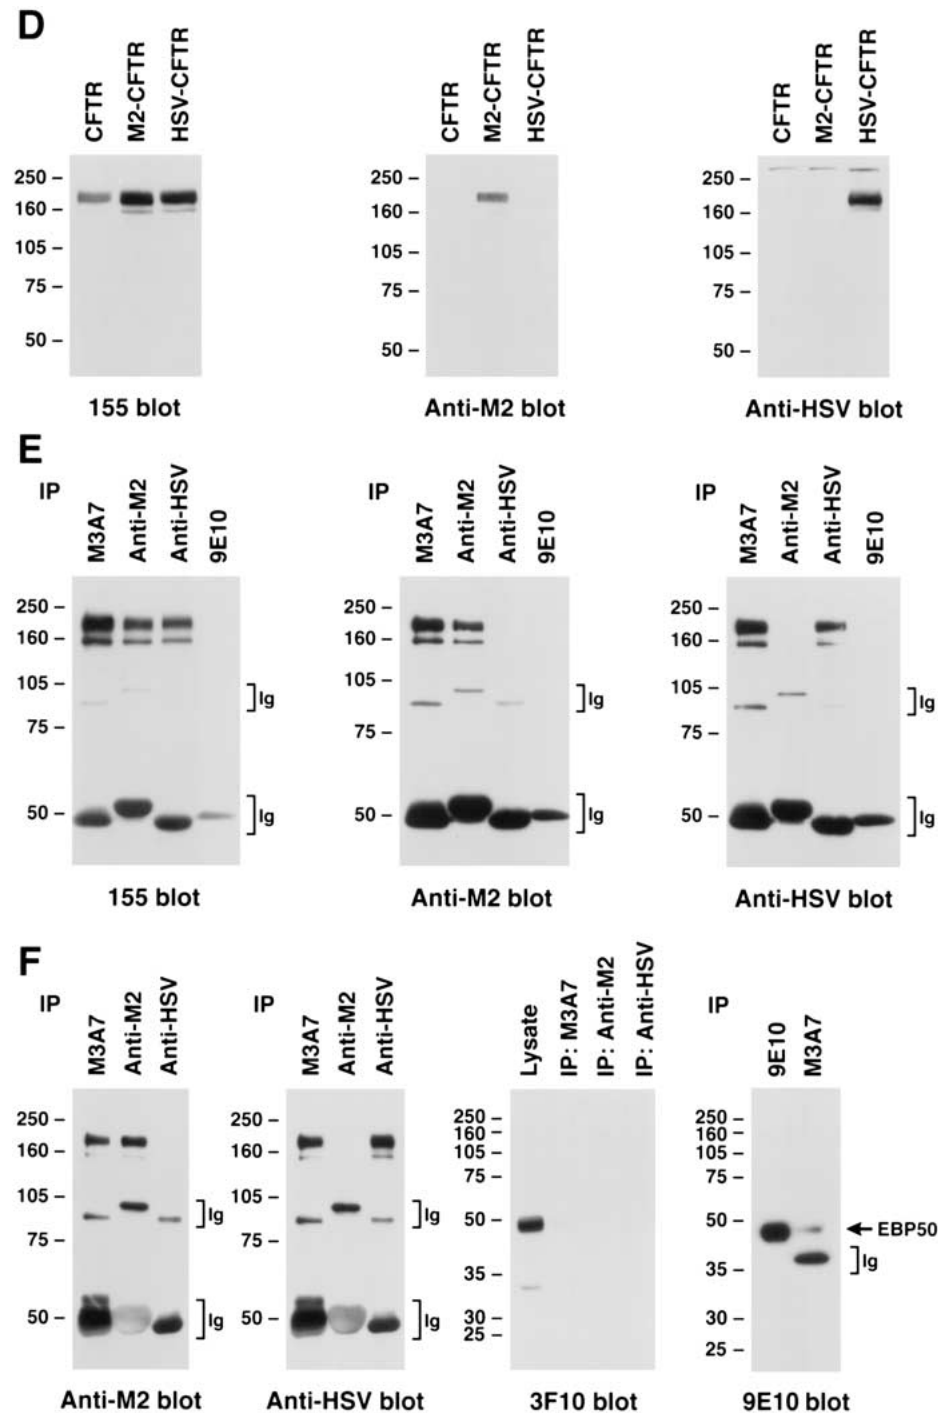 D
CFTR M2-CFTR HSV-CFTR
250 –
160 –
105 –
75 –
50 –
155 blot
CFTR M2-CFTR HSV-CFTR
250 –
160 –
105 –
75 –
50 –
Anti-M2 blot
CFTR M2-CFTR HSV-CFTR
250 –
160 –
105 –
75 –
50 –
Anti-HSV blot
E
IP M3A7 Anti-M2 Anti-HSV 9E10
250 –
160 –
105 –
Ig
75 –
50 –
Ig
155 blot
IP M3A7 Anti-M2 Anti-HSV 9E10
250 –
160 –
105 –
Ig
75 –
50 –
Ig
Anti-M2 blot
IP M3A7 Anti-M2 Anti-HSV 9E10
250 –
160 –
105 –
Ig
75 –
50 –
Ig
Anti-HSV blot
F
IP M3A7 Anti-M2 Anti-HSV
250 –
160 –
105 –
Ig
75 –
50 –
Ig
Anti-M2 blot
IP M3A7 Anti-M2 Anti-HSV
250 –
160 –
105 –
Ig
75 –
50 –
Ig
Anti-HSV blot
Lysate IP: M3A7 IP: Anti-M2 IP: Anti-HSV
250 –
160 –
105 –
75 –
50 –
35 –
30 –
25 –
3F10 blot
IP 9E10 M3A7
250 –
160 –
105 –
75 –
50 –
EBP50
Ig
35 –
30 –
25 –
9E10 blot